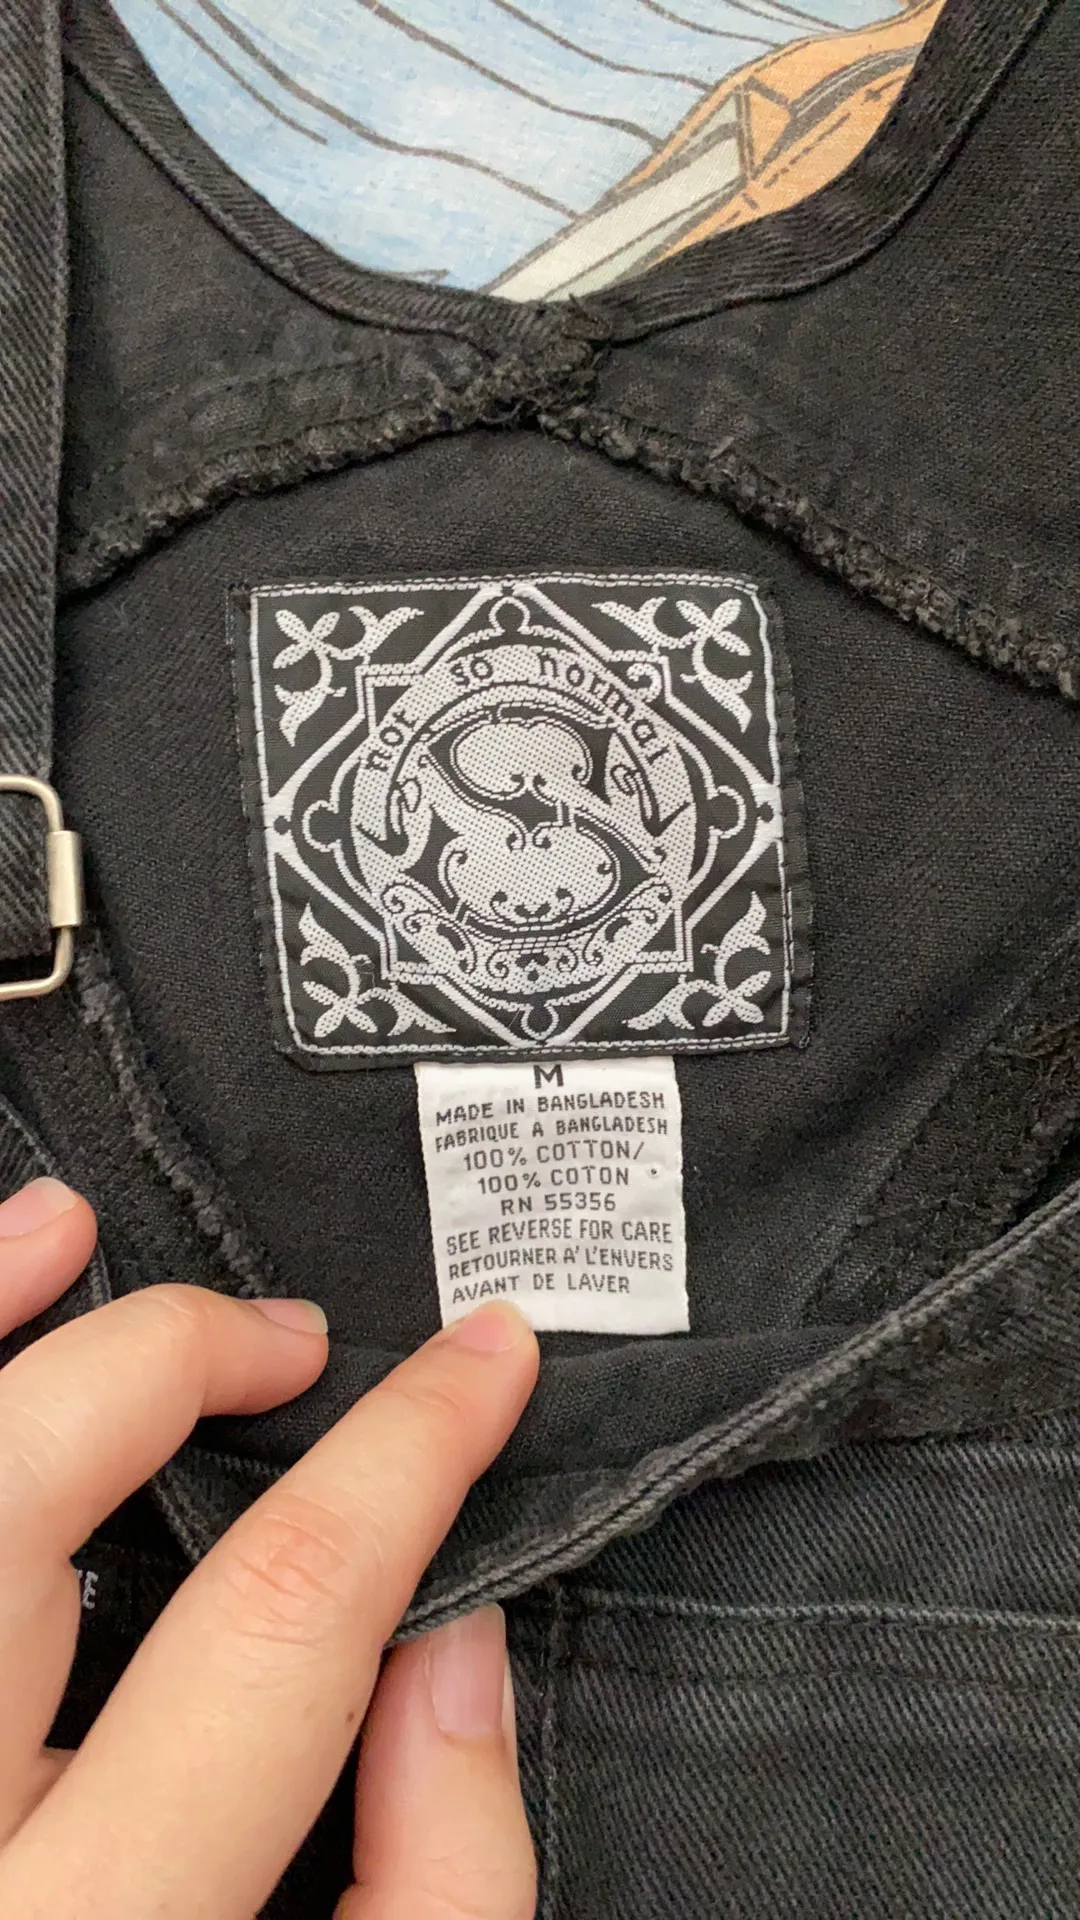 not so normal
S
M
MADE IN BANGLADESH
FABRIQUE A BANGLADESH
100% COTTON/
100% COTON
RN 55356
SEE REVERSE FOR CARE
RETOURNER A' L'ENVERS
AVANT DE LAVER